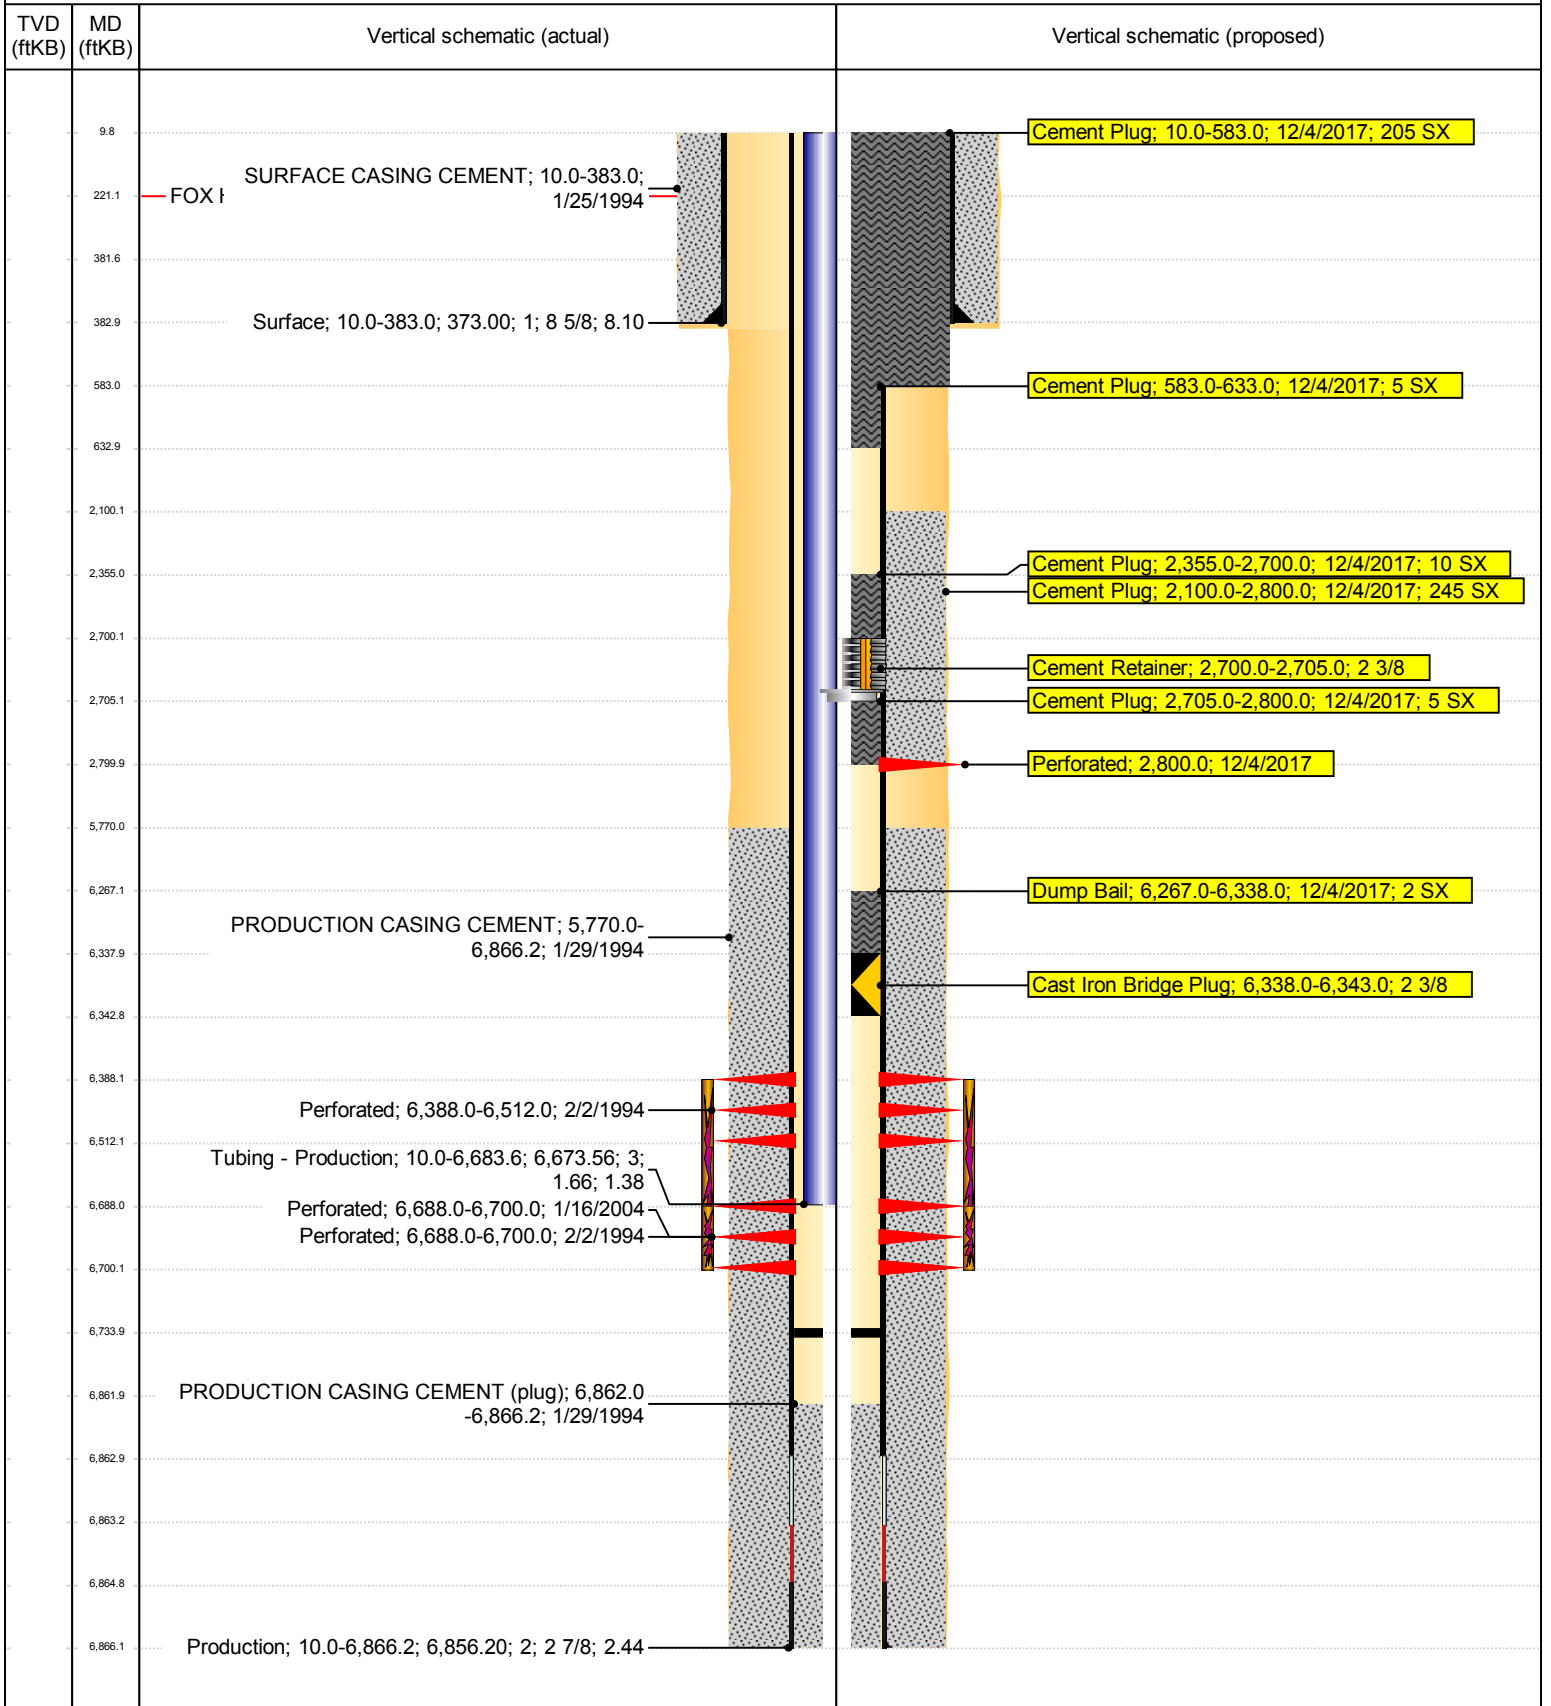 TVD
(ftKB)
MD
(ftKB)
Vertical schematic (actual)
Vertical schematic (proposed)
9.8
Cement Plug; 10.0-583.0; 12/4/2017; 205 SX
SURFACE CASING CEMENT; 10.0-383.0;
1/25/1994
221.1
FOX
381.6
382.9
Surface; 10.0-383.0; 373.00; 1; 8 5/8; 8.10
583.0
Cement Plug; 583.0-633.0; 12/4/2017; 5 SX
632.9
2,100.1
Cement Plug; 2,355.0-2,700.0; 12/4/2017; 10 SX
2,355.0
Cement Plug; 2,100.0-2,800.0; 12/4/2017; 245 SX
2,700.1
Cement Retainer; 2,700.0-2,705.0; 2 3/8
2,705.1
Cement Plug; 2,705.0-2,800.0; 12/4/2017; 5 SX
2,799.9
Perforated; 2,800.0; 12/4/2017
5,770.0
6,267.1
Dump Bail; 6,267.0-6,338.0; 12/4/2017; 2 SX
PRODUCTION CASING CEMENT; 5,770.0-
6,866.2; 1/29/1994
6,337.9
Cast Iron Bridge Plug; 6,338.0-6,343.0; 2 3/8
6,342.8
6,388.1
Perforated; 6,388.0-6,512.0; 2/2/1994
6,512.1
Tubing - Production; 10.0-6,683.6; 6,673.56; 3;
1.66; 1.38
6,688.0
Perforated; 6,688.0-6,700.0; 1/16/2004
Perforated; 6,688.0-6,700.0; 2/2/1994
6,700.1
6,733.9
6,861.9
PRODUCTION CASING CEMENT (plug); 6,862.0
-6,866.2; 1/29/1994
6,862.9
6,863.2
6,864.8
6,866.1
Production; 10.0-6,866.2; 6,856.20; 2; 2 7/8; 2.44